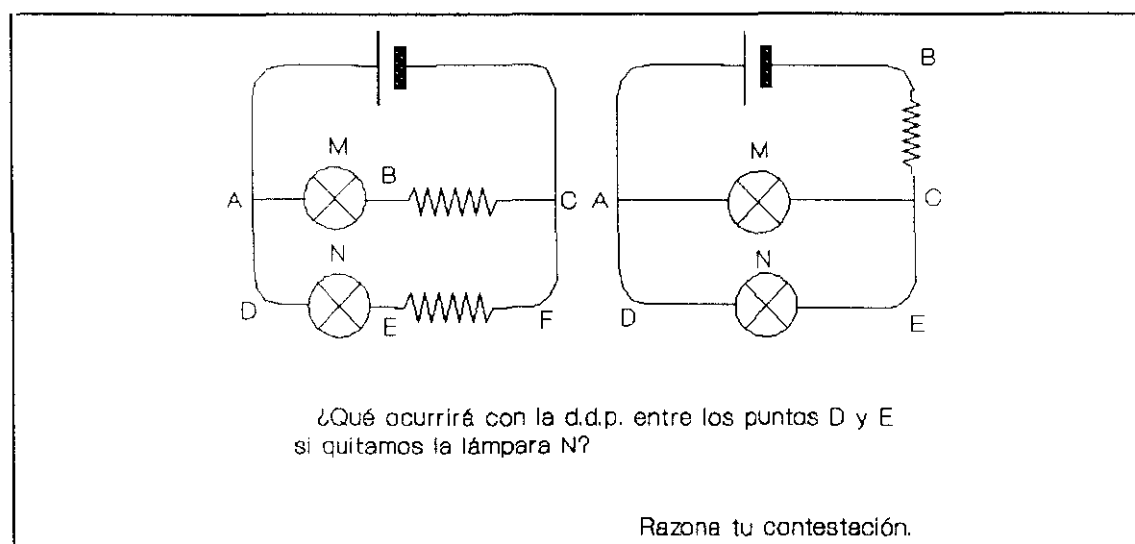 B
M
M
B
A
C
A
C
N
N
D
E
F
D
E
¿Qué ocurrirá con la d.d.p. entre los puntos D y E
si quitamos la lámpara N?
Razona tu contestación.